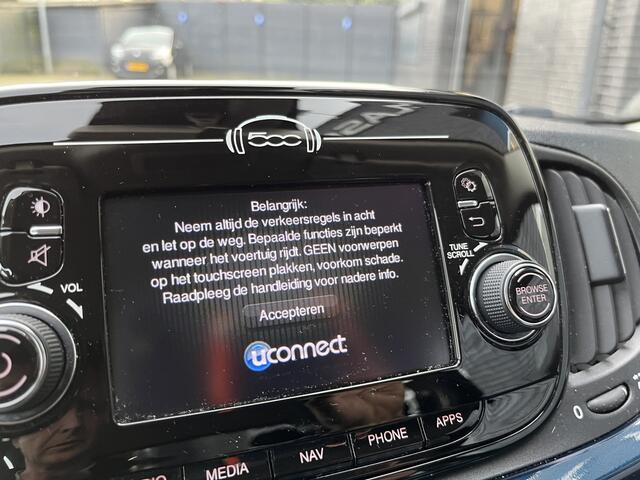 500
Belangrijk:
Neem altijd de verkeersregels in acht
en let op de weg. Bepaalde functies zijn beperkt
wanneer het voertuig rijdt. GEEN voorwerpen
op het touchscreen plakken, voorkom schade.
Raadpleeg de handleiding voor nadere info.
Accepteren
uconnect
VOL
TUNE
SCROLL
BROWSE
ENTER
MEDIA
NAV
PHONE
APPS
0